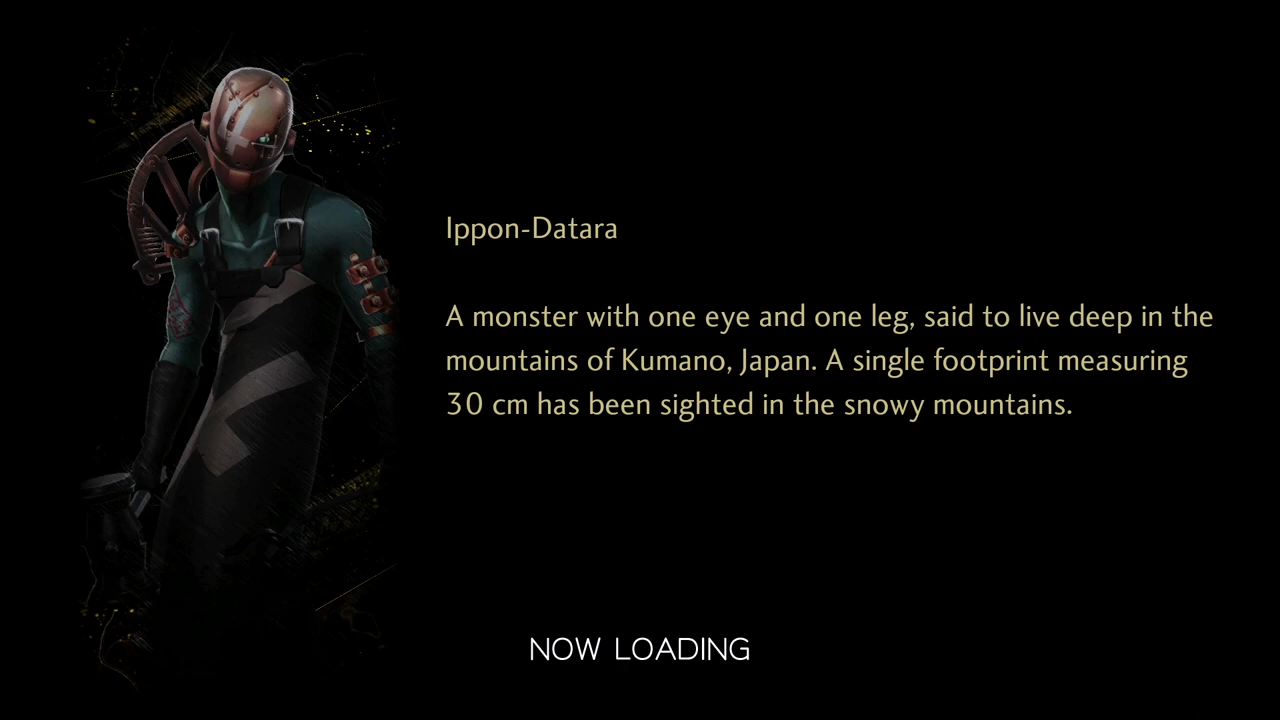 Ippon-Datara
A monster with one eye and one leg, said to live deep in the
mountains of Kumano, Japan. A single footprint measuring
30 cm has been sighted in the snowy mountains.
NOW LOADING